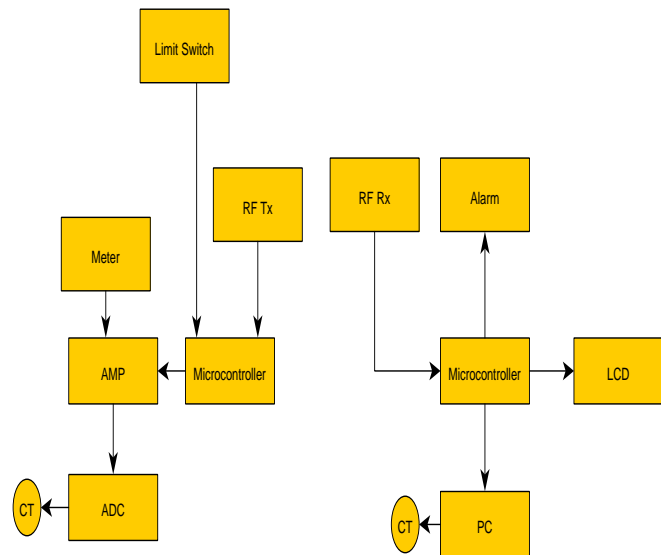 Limit Switch
RF Tx
RF Rx
Alarm
Meter
AMP
Microcontroller
Microcontroller
LCD
CT
ADC
CT
PC